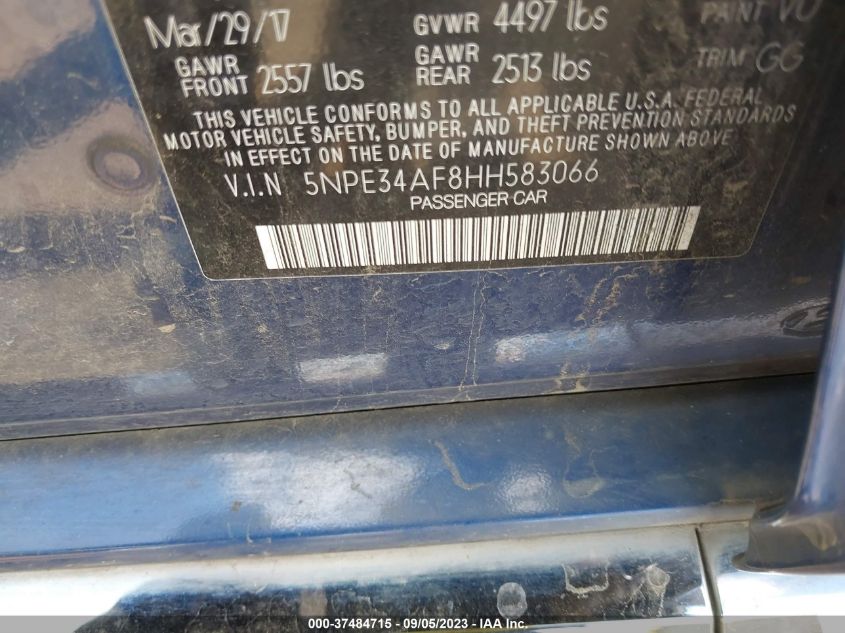 Mar/29/17 GVWR 4497 lbs PAINT VU
GAWR FRONT 2557 lbs GAWR REAR 2513 lbs TRIM GG
THIS VEHICLE CONFORMS TO ALL APPLICABLE U.S.A. FEDERAL
MOTOR VEHICLE SAFETY, BUMPER, AND THEFT PREVENTION STANDARDS
IN EFFECT ON THE DATE OF MANUFACTURE SHOWN ABOVE
V.I.N 5NPE34AF8HH583066
PASSENGER CAR
000-37484715 - 09/05/2023 - IAA Inc.